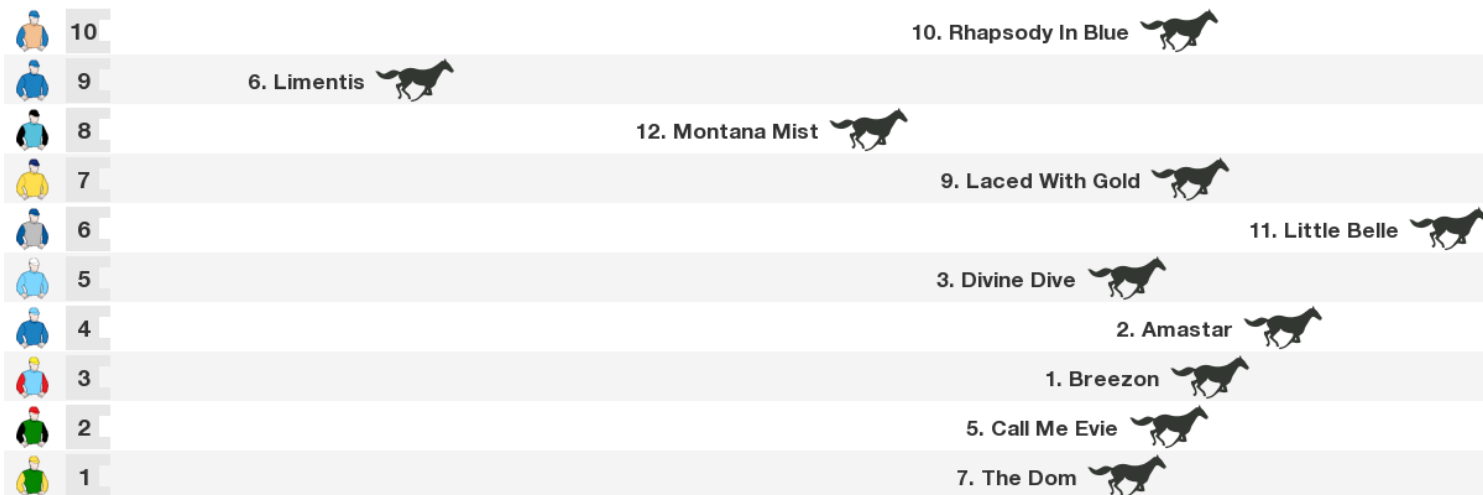 10 10. Rhapsody In Blue
9 6. Limentis
8 12. Montana Mist
7 9. Laced With Gold
6 11. Little Belle
5 3. Divine Dive
4 2. Amastar
3 1. Breezon
2 5. Call Me Evie
1 7. The Dom